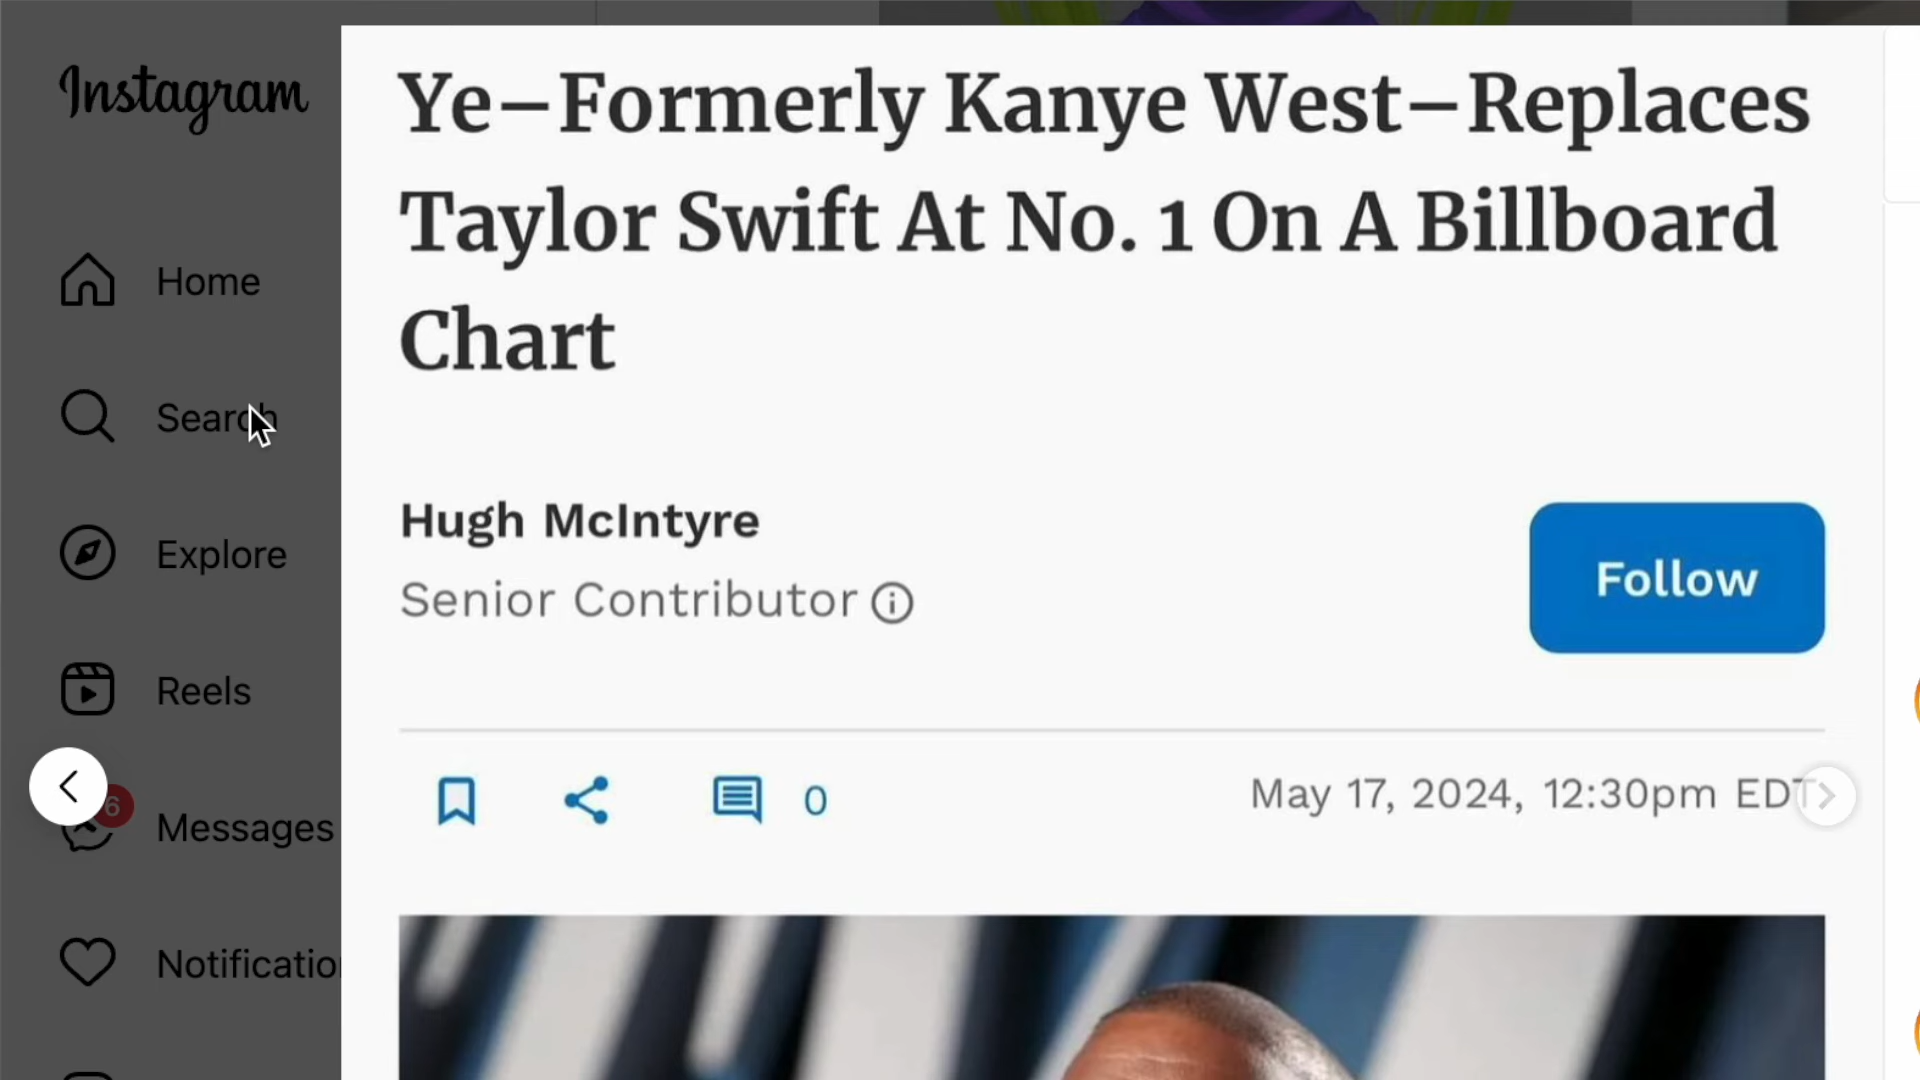 Instagram
Ye–Formerly Kanye West–Replaces
Taylor Swift At No. 1 On A Billboard
Chart
Home
Search
Explore
Reels
6
Messages
Notification
Hugh McIntyre
Senior Contributor
Follow
0
May 17, 2024, 12:30pm EDT